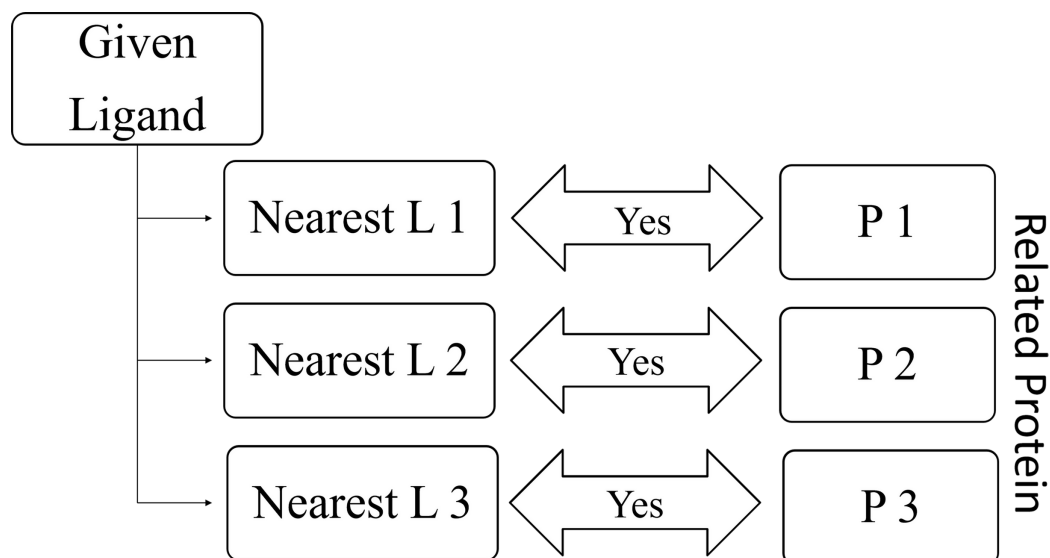 Given
Ligand
Nearest L 1
Yes
P 1
Nearest L 2
Yes
P 2
Nearest L 3
Yes
P 3
Related Protein